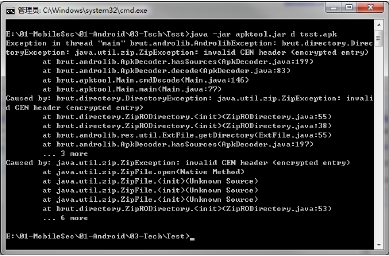 管理员: C:\Windows\system32\cmd.exe
E:\01-MobileSec\01-Android\03-Tech\Test>java -jar apktool.jar d test.apk
Exception in thread "main" brut.androlib.AndrolibException: brut.directory.Direc
toryException: java.util.zip.ZipException: invalid CEN header (encrypted entry)
at brut.androlib.ApkDecoder.hasSources(ApkDecoder.java:199)
at brut.androlib.ApkDecoder.decode(ApkDecoder.java:83)
at brut.apktool.Main.cmdDecode(Main.java:146)
at brut.apktool.Main.main(Main.java:77)
Caused by: brut.directory.DirectoryException: java.util.zip.ZipException: invali
d CEN header (encrypted entry)
at brut.directory.ZipRODirectory.(init)(ZipRODirectory.java:55)
at brut.directory.ZipRODirectory.(init)(ZipRODirectory.java:38)
at brut.androlib.res.util.ExtFile.getDirectory(ExtFile.java:55)
at brut.androlib.ApkDecoder.hasSources(ApkDecoder.java:197)
... 3 more
Caused by: java.util.zip.ZipException: invalid CEN header (encrypted entry)
at java.util.zip.ZipFile.open(Native Method)
at java.util.zip.ZipFile.(init)(Unknown Source)
at java.util.zip.ZipFile.(init)(Unknown Source)
at java.util.zip.ZipFile.(init)(Unknown Source)
at brut.directory.ZipRODirectory.(init)(ZipRODirectory.java:53)
... 6 more
E:\01-MobileSec\01-Android\03-Tech\Test>_